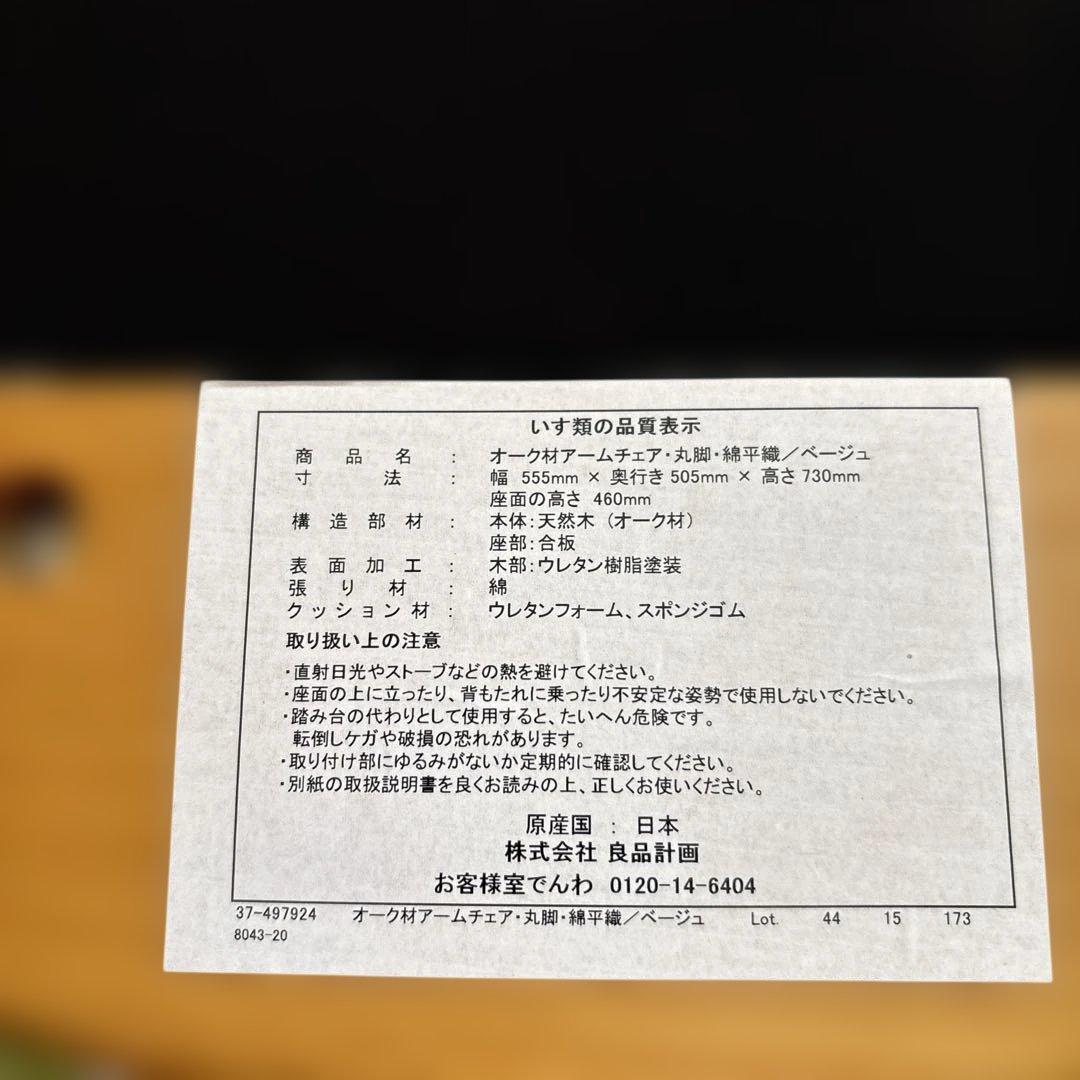 いす類の品質表示
商品名 : オーク材アームチェア・丸脚・綿平織／ベージュ
寸法 : 幅 555mm × 奥行き 505mm × 高さ 730mm
座面の高さ 460mm
構造部材 : 本体:天然木（オーク材）
座部:合板
表面加工 : 木部:ウレタン樹脂塗装
張り材 : 綿
クッション材 : ウレタンフォーム、スポンジゴム
取り扱い上の注意
・直射日光やストーブなどの熱を避けてください。
・座面の上に立ったり、背もたれに乗ったり不安定な姿勢で使用しないでください。
・踏み台の代わりとして使用すると、たいへん危険です。
転倒しケガや破損の恐れがあります。
・取り付け部にゆるみがないか定期的に確認してください。
・別紙の取扱説明書を良くお読みの上、正しくお使いください。
原産国 : 日本
株式会社 良品計画
お客様室でんわ 0120-14-6404
37-497924 オーク材アームチェア・丸脚・綿平織／ベージュ Lot. 44 15 173
8043-20